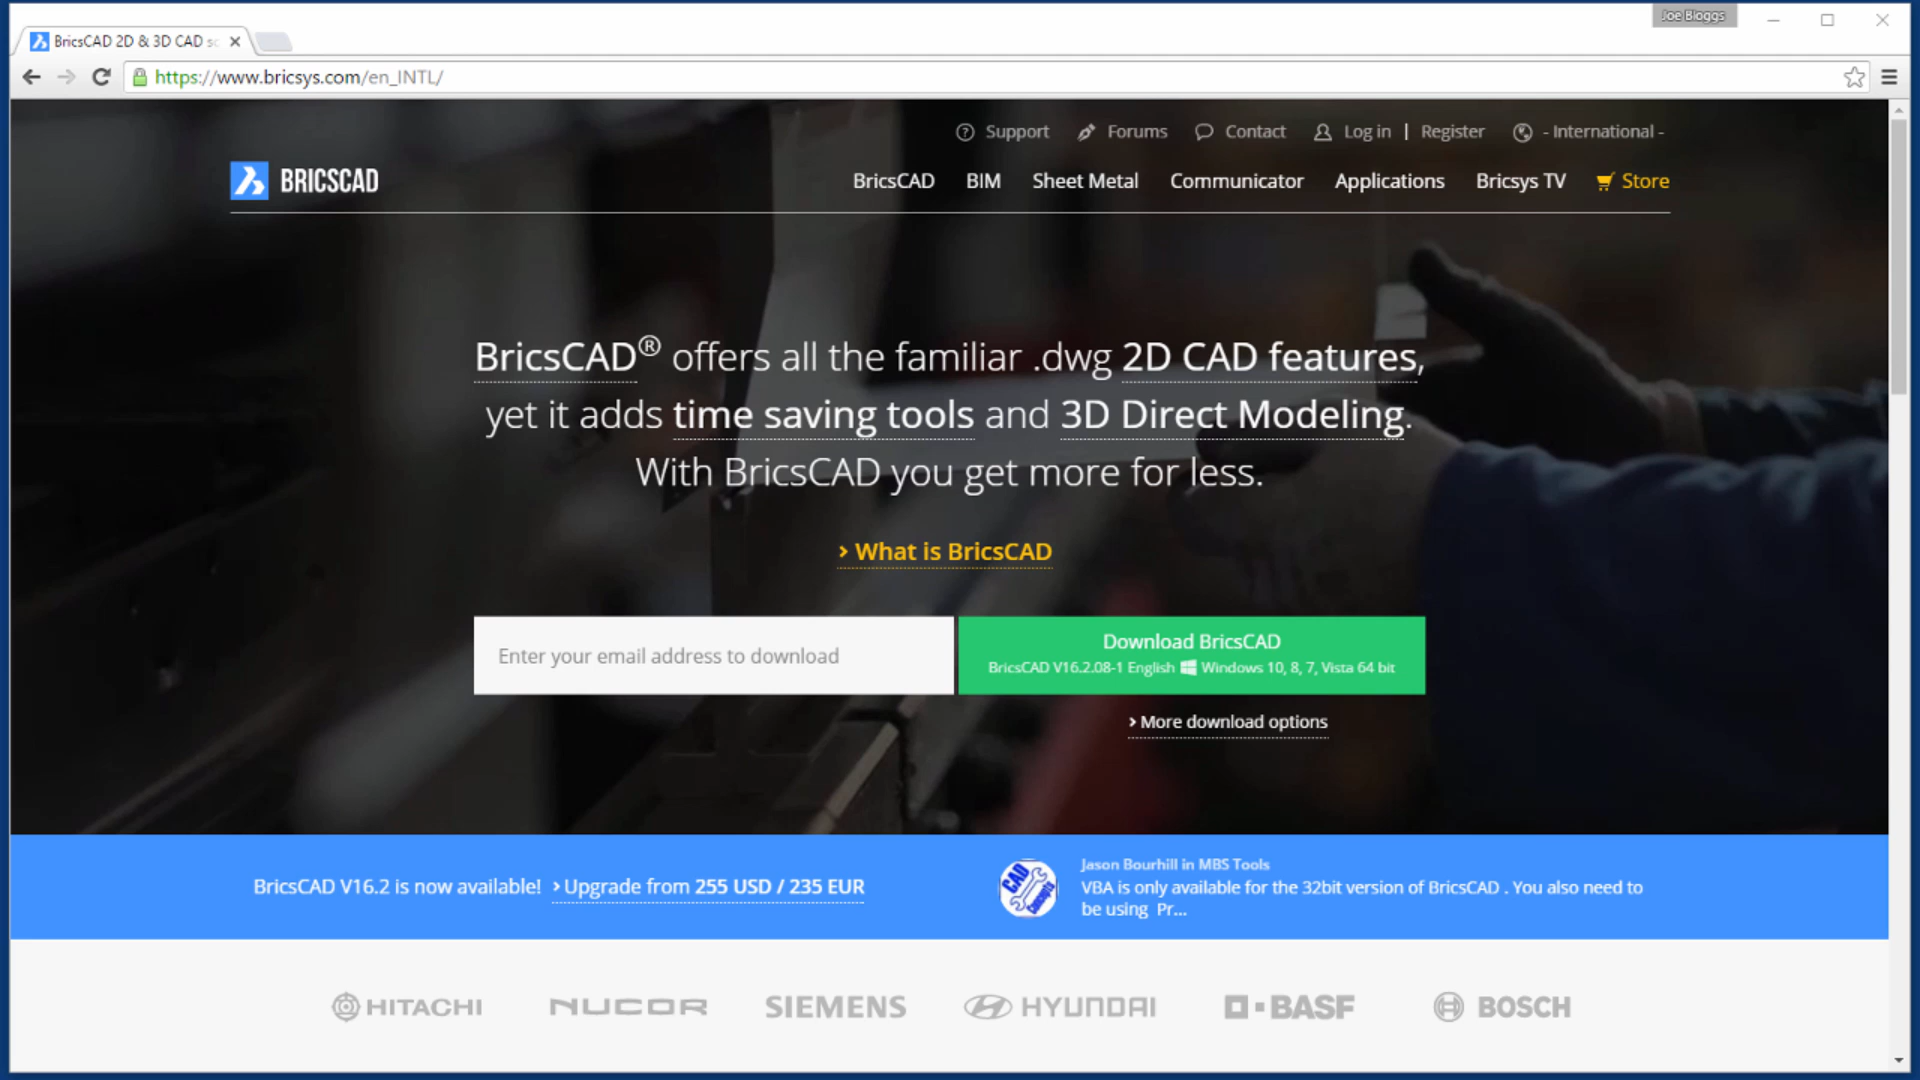 Joe Bloggs
BricsCAD 2D & 3D CAD so
https://www.bricsys.com/en_INTL/
Support Forums Contact Log in | Register - International -
BRICSCAD
BricsCAD BIM Sheet Metal Communicator Applications Bricsys TV Store
BricsCAD® offers all the familiar .dwg 2D CAD features,
yet it adds time saving tools and 3D Direct Modeling.
With BricsCAD you get more for less.
› What is BricsCAD
Enter your email address to download
Download BricsCAD
BricsCAD V16.2.08-1 English Windows 10, 8, 7, Vista 64 bit
› More download options
BricsCAD V16.2 is now available! › Upgrade from 255 USD / 235 EUR
CAD
Jason Bourhill in MBS Tools
VBA is only available for the 32bit version of BricsCAD . You also need to
be using Pr...
HITACHI NUCOR SIEMENS HYUNDAI BASF BOSCH